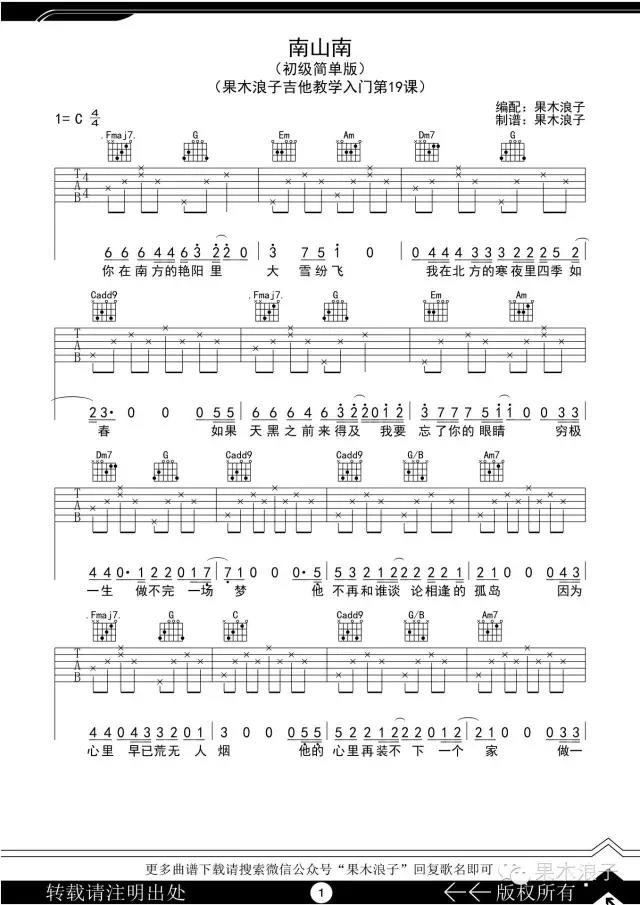 南山南
(初级简单版)
(果木浪子吉他教学入门第19课)
编配：果木浪子
1= C 4/4
制谱：果木浪子
.Fmaj7. G Em Am Dm7 G
T A B 4/4
6 6 6 4 4 6 3 2 2 2 0 3 7 5 1 0 0 4 4 4 3 3 3 2 2 2 5 2
你在南方的艳阳里 大 雪纷飞 我在北方的寒夜里四季如
Cadd9 .Fmaj7. G Em Am
T A B
2 3· 0 0 0 5 5 6 6 6 6 4 3 2 2 2 0 1 2 3 7 7 7 5 1 1 0 0 3 3
春 如果 天黑之前来得及 我要 忘了你的眼睛 穷极
Dm7 G Cadd9 Cadd9 G/B Am7
T A B
4 4 0· 1 2 2 0 1 7 7 1 0 0 0· 5 5 3 2 1 2 2 2 2 2 1 2 1 0 0 0 4 3
一生 做不完 一场 梦 他 不再和谁谈 论相逢的 孤岛 因为
.Fmaj7. G C Cadd9 G/B Am7
T A B
4 4 0 4 3 3 2 0 1 3 0 0 0 5 5 5 2 2 1 2 2 0 1 2 2 1 0 0 0 3 3
心里 早已荒无 人 烟 他的 心里再装不 下 一个 家 做一
更多曲谱下载请搜索微信公众号“果木浪子”回复歌名即可
果木浪子
转载请注明出处
1
版权所有